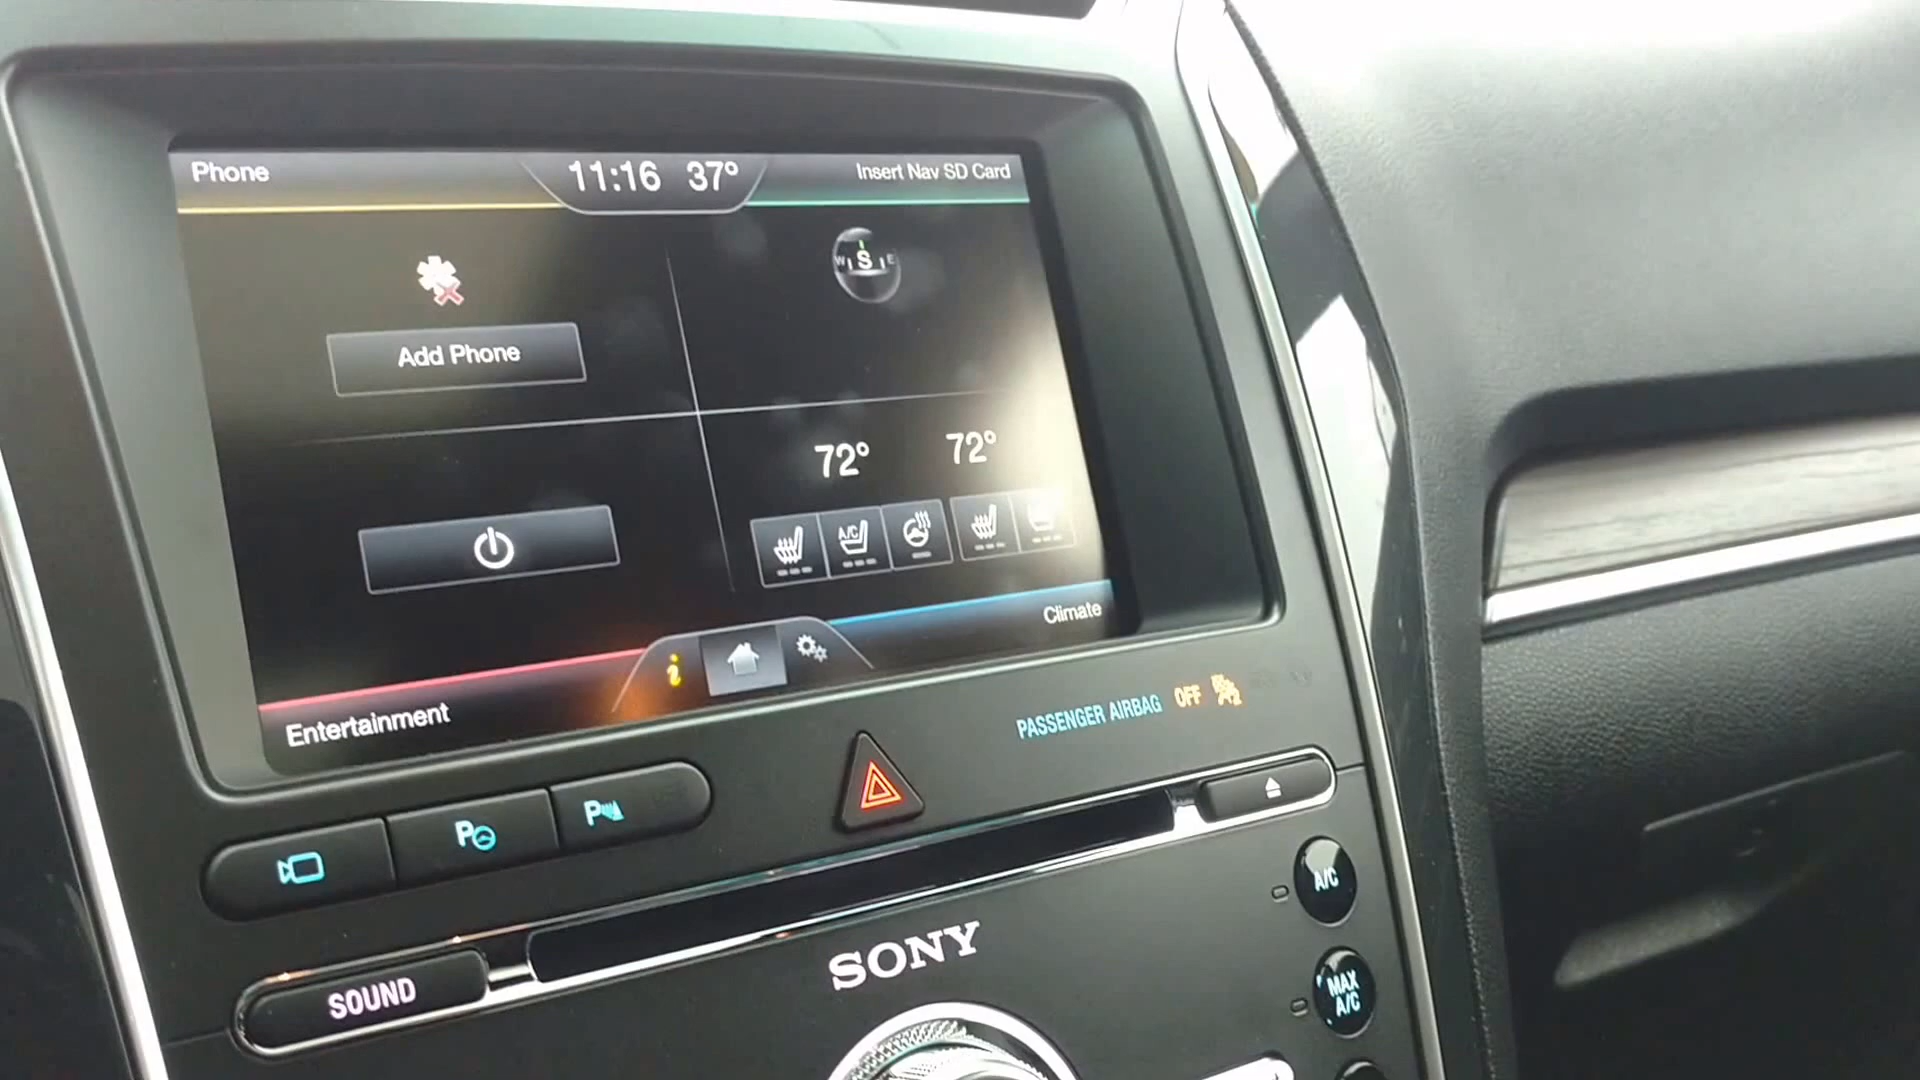 Phone
11:16 37°
Insert Nav SD Card
W S E
Add Phone
72° 72°
A/C
Climate
i
Entertainment
PASSENGER AIRBAG OFF
P
P
A/C
SONY
MAX
A/C
SOUND